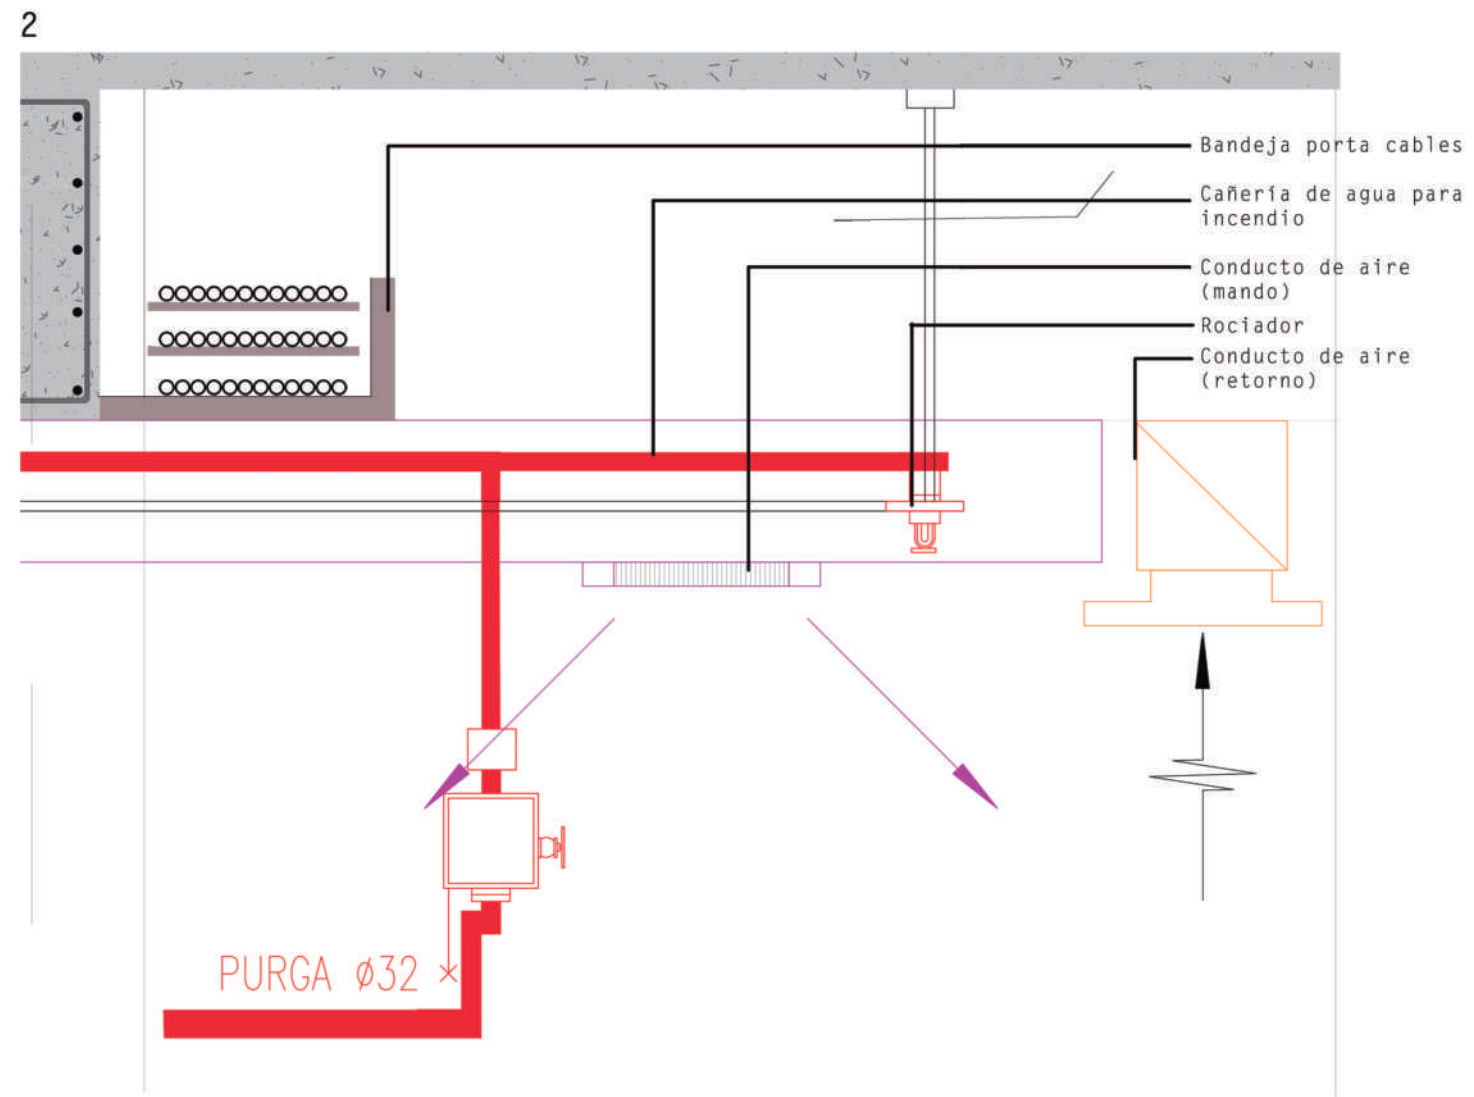 2
Bandeja porta cables
Cañería de agua para
incendio
Conducto de aire
(mando)
Rociador
Conducto de aire
(retorno)
PURGA ø32